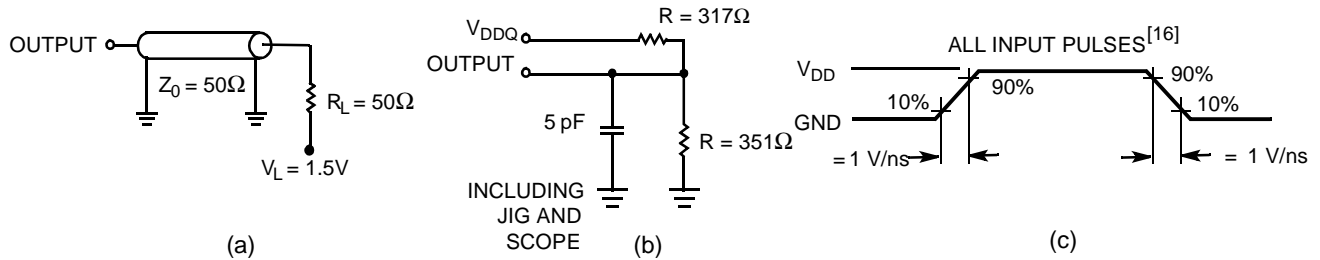 OUTPUT
Z0 = 50Ω
RL = 50Ω
VL = 1.5V
(a)
R = 317Ω
VDDQ
OUTPUT
5 pF
R = 351Ω
INCLUDING
JIG AND
SCOPE
(b)
ALL INPUT PULSES[16]
VDD
90%
90%
10%
10%
GND
= 1 V/ns
= 1 V/ns
(c)